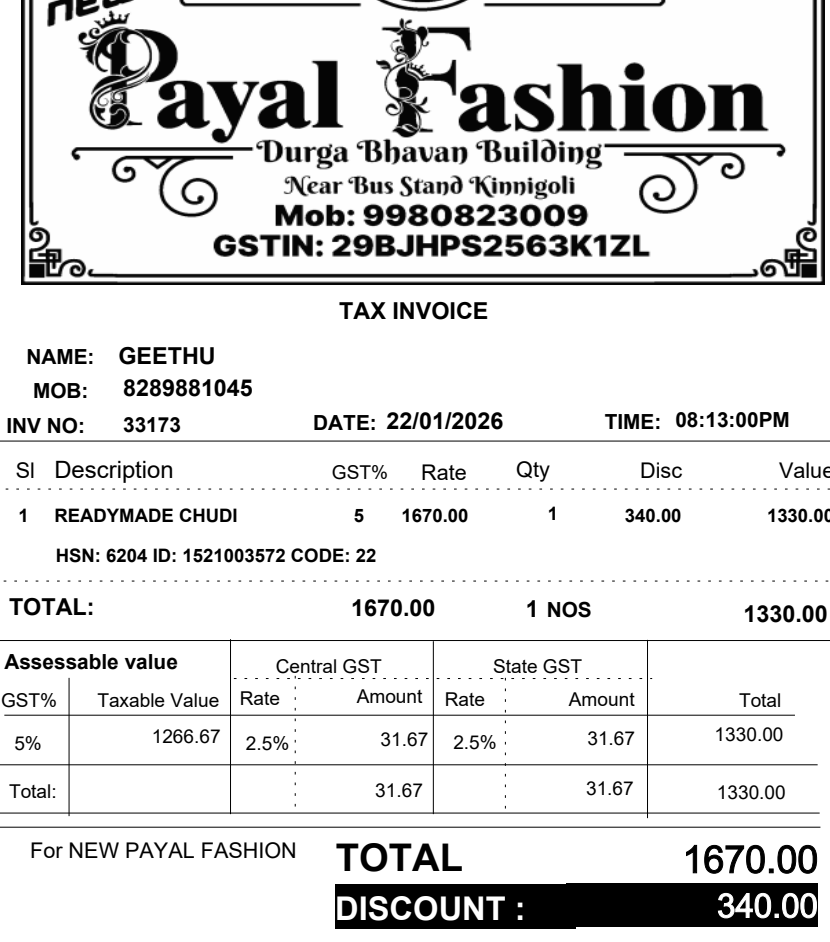 new
Payal Fashion
Durga Bhavan Building
Near Bus Stand Kinnigoli
Mob: 9980823009
GSTIN: 29BJHPS2563K1ZL
TAX INVOICE
NAME: GEETHU
MOB: 8289881045
INV NO: 33173 DATE: 22/01/2026 TIME: 08:13:00PM
Sl Description GST% Rate Qty Disc Value
1 READYMADE CHUDI 5 1670.00 1 340.00 1330.00
HSN: 6204 ID: 1521003572 CODE: 22
TOTAL: 1670.00 1 NOS 1330.00
Assessable value Central GST State GST
GST% Taxable Value Rate Amount Rate Amount Total
5% 1266.67 2.5% 31.67 2.5% 31.67 1330.00
Total: 31.67 31.67 1330.00
For NEW PAYAL FASHION TOTAL 1670.00
DISCOUNT : 340.00